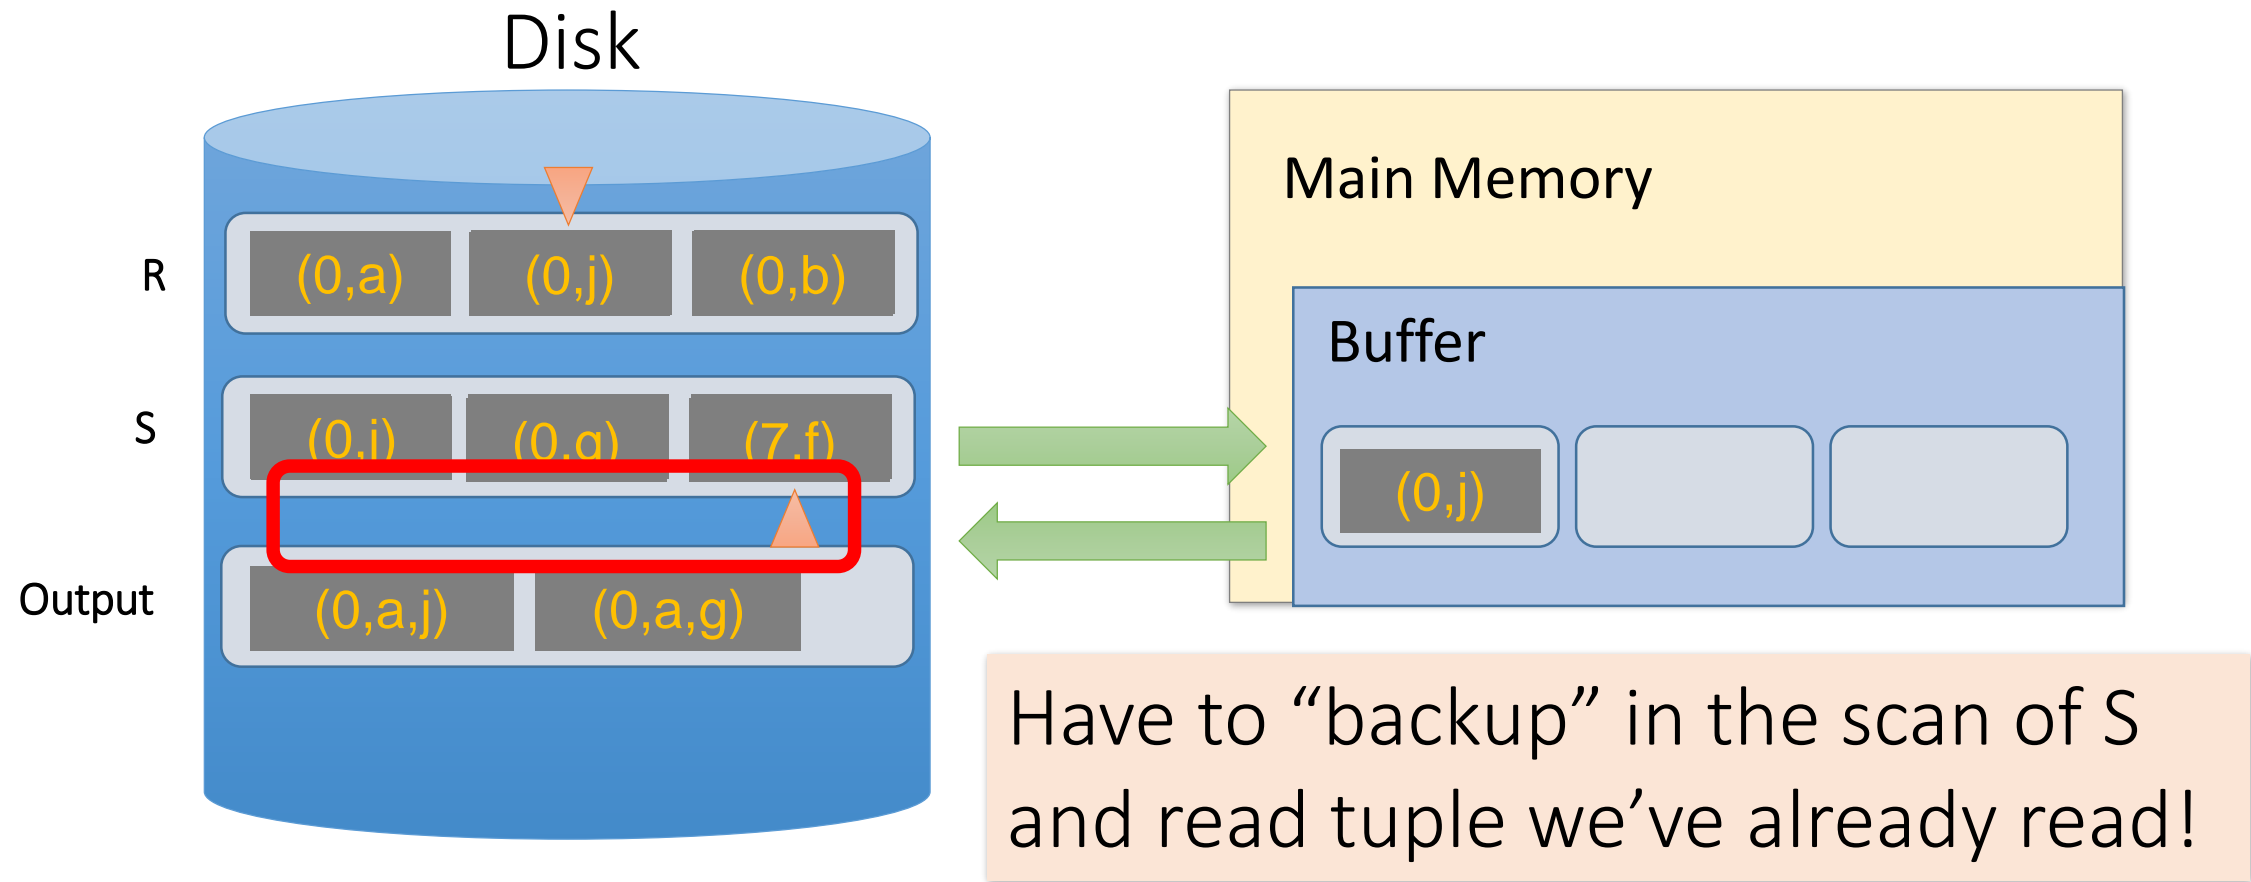 Disk
R
(0,a) (0,j) (0,b)
S
(0,j) (0,g) (7,f)
Output
(0,a,j) (0,a,g)
Main Memory
Buffer
(0,j)
Have to “backup” in the scan of S
and read tuple we’ve already read!